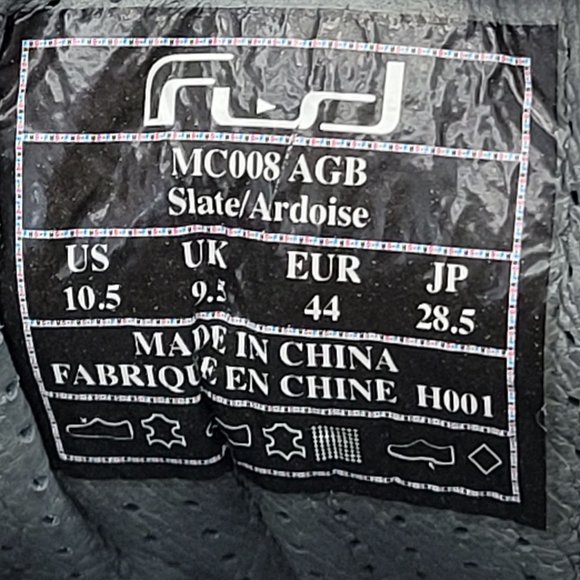 MC008 AGB
Slate/Ardoise
US UK EUR JP
10.5 9.5 44 28.5
MADE IN CHINA
FABRIQUE EN CHINE H001